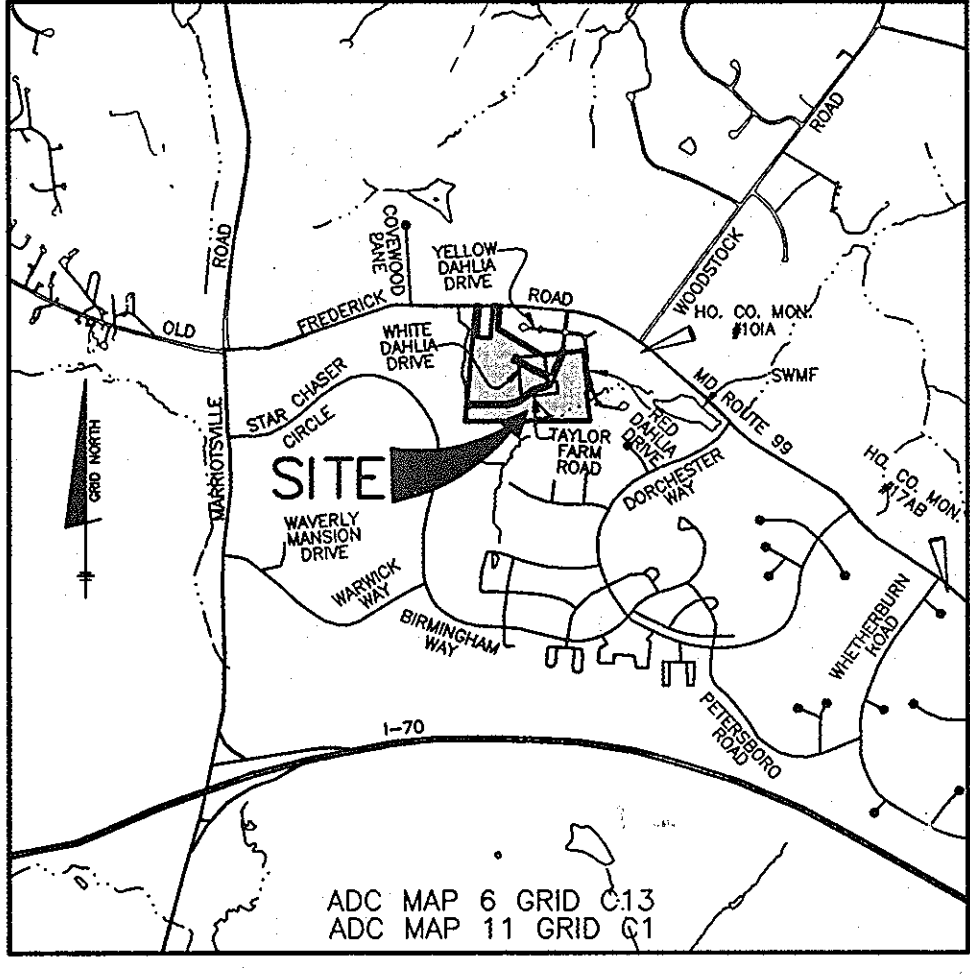 ROAD
ROAD
COVEWOOD
PANE
YELLOW
DAHLIA
DRIVE
WOODSTOCK
OLD
FREDERICK
ROAD
HO. CO. MON.
#101A
WHITE
DAHLIA
DRIVE
SWMF
MD ROUTE 99
STAR CHASER
CIRCLE
RED
DAHLIA
DRIVE
TAYLOR
FARM
ROAD
GRID NORTH
MARRIOTSVILLE
SITE
DORCHESTER
WAY
HO. CO. MON.
#17AB
WAVERLY
MANSION
DRIVE
WARWICK
WAY
BIRMINGHAM
WAY
WHETHERBURN
ROAD
PETERSBORO
ROAD
I-70
ADC MAP 6 GRID C13
ADC MAP 11 GRID C1